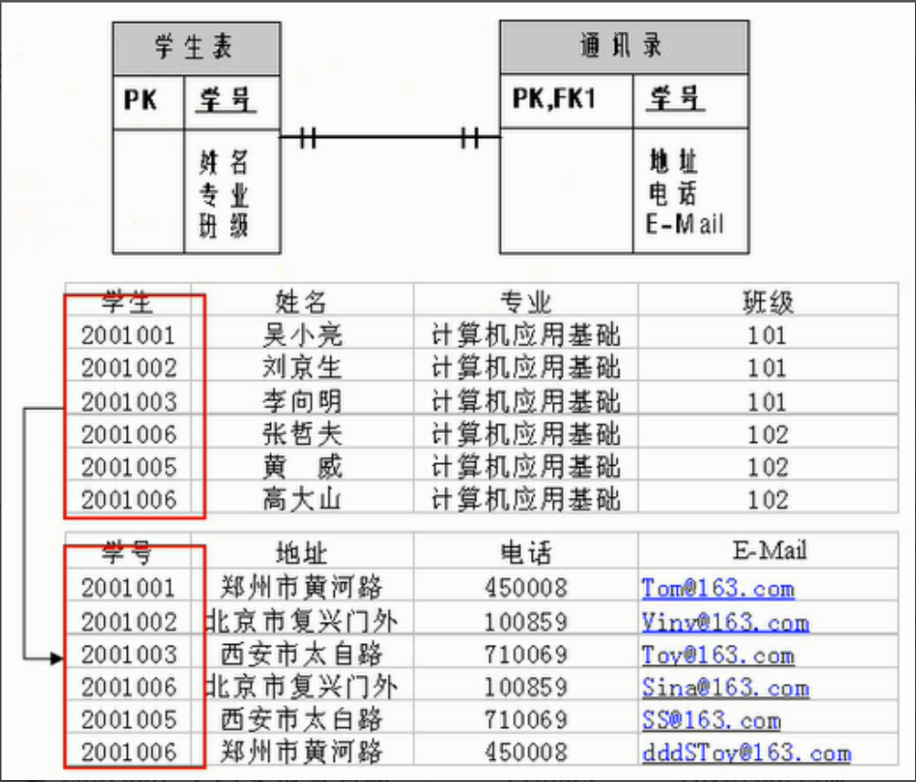 学生表
PK 学号
姓名
专业
班级
通讯录
PK,FK1 学号
地址
电话
E-Mail
学生 姓名 专业 班级
2001001 吴小亮 计算机应用基础 101
2001002 刘京生 计算机应用基础 101
2001003 李向明 计算机应用基础 101
2001006 张哲夫 计算机应用基础 102
2001005 黄 威 计算机应用基础 102
2001006 高大山 计算机应用基础 102
学号 地址 电话 E-Mail
2001001 郑州市黄河路 450008 Tom@163.com
2001002 北京市复兴门外 100859 Viny@163.com
2001003 西安市太白路 710069 Toy@163.com
2001006 北京市复兴门外 100859 Sina@163.com
2001005 西安市太白路 710069 SS@163.com
2001006 郑州市黄河路 450008 dddSToy@163.com